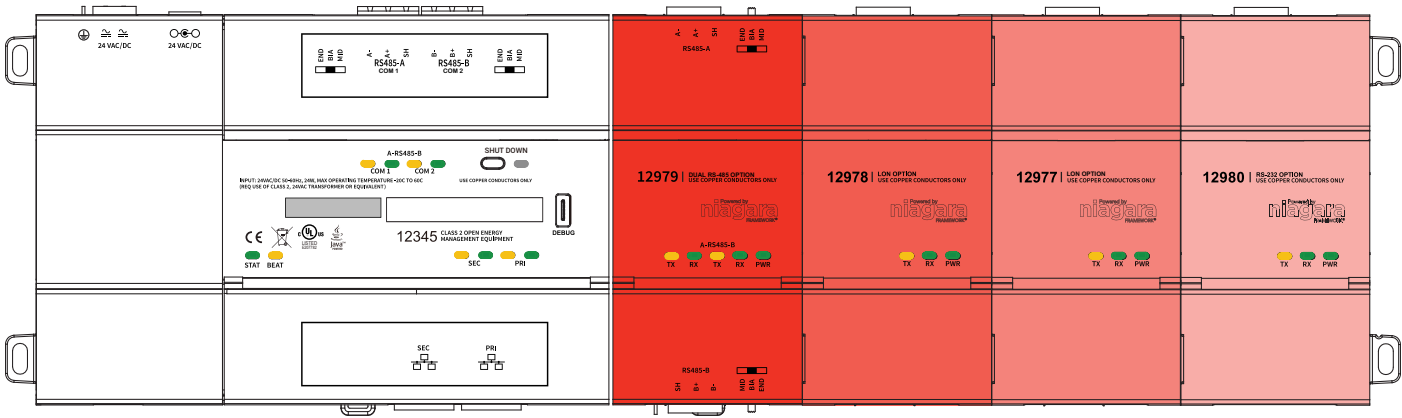 24 VAC/DC
24 VAC/DC
END
BIA
MID
A-
A+
SH
RS485-A
COM 1
B-
B+
SH
RS485-B
COM 2
END
BIA
MID
A-
A+
SH
RS485-A
END
BIA
MID
A-RS485-B
COM 1 COM 2
SHUT DOWN
INPUT: 24VAC/DC 50-60Hz, 24W, MAX OPERATING TEMPERATURE -20C TO 60C
(REQ USE OF CLASS 2, 24VAC TRANSFORMER OR EQUIVALENT)
USE COPPER CONDUCTORS ONLY
DEBUG
CE
C UL US
LISTED
Java
12345 CLASS 2 OPEN ENERGY
MANAGEMENT EQUIPMENT
STAT BEAT
SEC PRI
12979 DUAL RS-485 OPTION
USE COPPER CONDUCTORS ONLY
Powered by
niagara
FRAMEWORK
A-RS485-B
TX RX TX RX PWR
12978 LON OPTION
USE COPPER CONDUCTORS ONLY
Powered by
niagara
FRAMEWORK
TX RX PWR
12977 LON OPTION
USE COPPER CONDUCTORS ONLY
Powered by
niagara
FRAMEWORK
TX RX PWR
12980 RS-232 OPTION
USE COPPER CONDUCTORS ONLY
Powered by
niagara
TX RX PWR
SEC
PRI
RS485-B
SH
B+
B-
MID
BIA
END